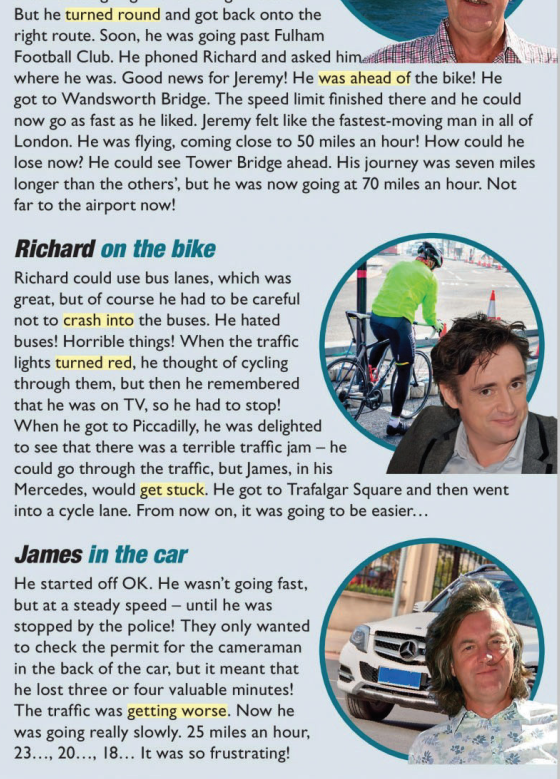 But he turned round and got back onto the
right route. Soon, he was going past Fulham
Football Club. He phoned Richard and asked him
where he was. Good news for Jeremy! He was ahead of the bike! He
got to Wandsworth Bridge. The speed limit finished there and he could
now go as fast as he liked. Jeremy felt like the fastest-moving man in all of
London. He was flying, coming close to 50 miles an hour! How could he
lose now? He could see Tower Bridge ahead. His journey was seven miles
longer than the others', but he was now going at 70 miles an hour. Not
far to the airport now!
Richard on the bike
Richard could use bus lanes, which was
great, but of course he had to be careful
not to crash into the buses. He hated
buses! Horrible things! When the traffic
lights turned red, he thought of cycling
through them, but then he remembered
that he was on TV, so he had to stop!
When he got to Piccadilly, he was delighted
to see that there was a terrible traffic jam – he
could go through the traffic, but James, in his
Mercedes, would get stuck. He got to Trafalgar Square and then went
into a cycle lane. From now on, it was going to be easier…
James in the car
He started off OK. He wasn't going fast,
but at a steady speed – until he was
stopped by the police! They only wanted
to check the permit for the cameraman
in the back of the car, but it meant that
he lost three or four valuable minutes!
The traffic was getting worse. Now he
was going really slowly. 25 miles an hour,
23…, 20…, 18… It was so frustrating!